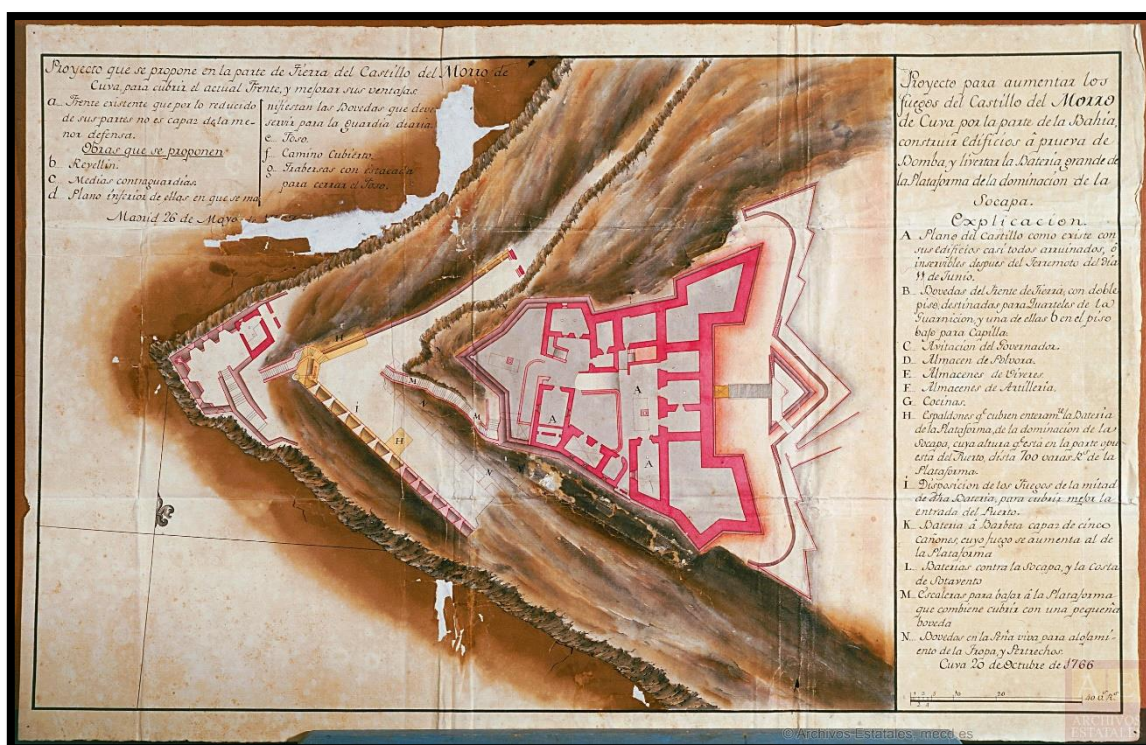 Proyecto que se propone en la parte de Tierra del Castillo del Morro de
Cuva, para cubrir el actual Frente, y mejorar sus ventajas
a Frente existente que por lo reducido
de sus partes no es capaz de la me-
nor defensa.
Obras que se proponen
b Revellin.
c Medias contraguardias.
d Plano inferior de ellas en que se ma
nifiestan las Bovedas que deve
servir para la Guardia diaria.
e Foso.
f Camino Cubierto.
g Trabersas con estacada
para cerrar el Foso.
Madrid 26 de Mayo
Proyecto para aumentar los
fuegos del Castillo del Morro
de Cuva por la parte de la Bahia,
construir edificios â prueva de
Bomba, y livertar la Bateria grande de
la Plataforma de la dominacion de la
Socapa.
Explicacion.
A Plano del Castillo como existe con
sus edificios casi todos arruinados, ô
inservibles despues del Terremoto del Dia
11 de Junio.
B Bovedas del Frente de Tierra, con doble
piso, destinadas para Quarteles de la
Guarnicion, y una de ellas b en el piso
bajo para Capilla.
C Avitacion del Governador.
D Almacen de Polvora.
E Almacenes de Viveres.
F Almacenes de Artilleria.
G Cocinas.
H Espaldones q.e cubren enteram.te la Bateria
de la Plataforma, de la dominacion de la
Socapa, cuya altura q.e está en la parte opu-
esta del Puerto, dista 700 varas de la
Plataforma.
i Disposicion de los Fuegos de la mitad
de dha Bateria, para cubrir mejor la
entrada del Puerto.
K Bateria â Barbeta capaz de cinco
cañones, cuyo fuego se aumenta al de
la Plataforma
L Baterias contra la Socapa, y la Costa
de Sotavento
M Escaleras para bajar â la Plataforma
que combiene cubrir con una pequeña
boveda
N Bovedas en la Peña viva para alojami-
ento de la Tropa, y Pertrechos.
Cuva 20 de Octubre de 1766
H
M
i
H
L
M
N
A
A
A
A
10
20
40
© Archivos Estatales, mecd.es
ARCHIVOS
ESTATALES